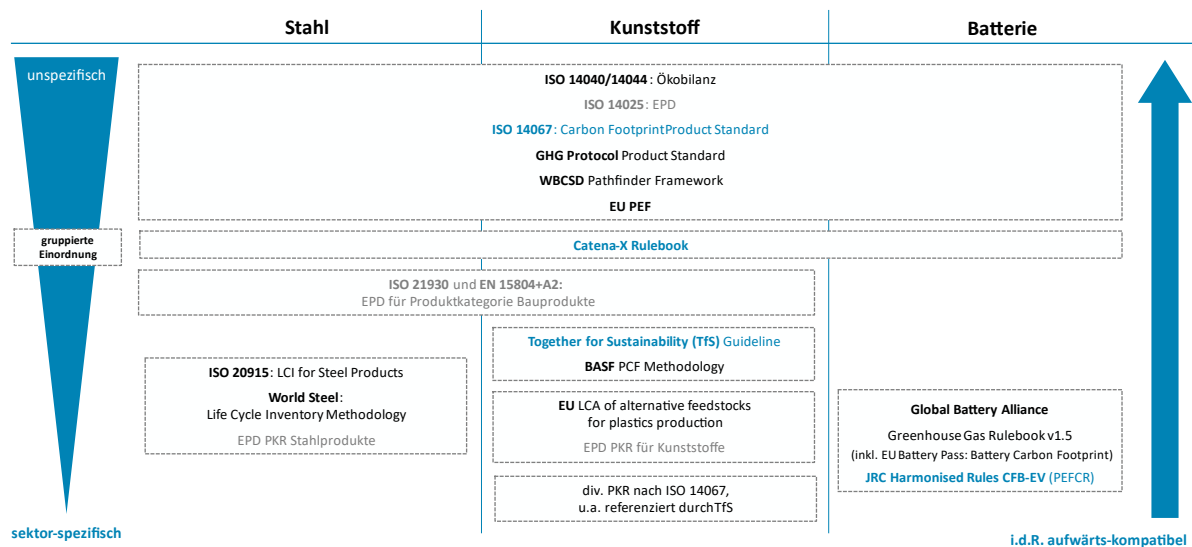 Stahl
Kunststoff
Batterie
unspezifisch
ISO 14040/14044: Ökobilanz
ISO 14025: EPD
ISO 14067: Carbon FootprintProduct Standard
GHG Protocol Product Standard
WBCSD Pathfinder Framework
EU PEF
gruppierte
Einordnung
Catena-X Rulebook
ISO 21930 und EN 15804+A2:
EPD für Produktkategorie Bauprodukte
Together for Sustainability (TfS) Guideline
BASF PCF Methodology
ISO 20915: LCI for Steel Products
World Steel:
Life Cycle Inventory Methodology
EPD PKR Stahlprodukte
EU LCA of alternative feedstocks
for plastics production
EPD PKR für Kunststoffe
Global Battery Alliance
Greenhouse Gas Rulebook v1.5
(inkl. EU Battery Pass: Battery Carbon Footprint)
JRC Harmonised Rules CFB-EV (PEFCR)
div. PKR nach ISO 14067,
u.a. referenziert durch TfS
sektor-spezifisch
i.d.R. aufwärts-kompatibel